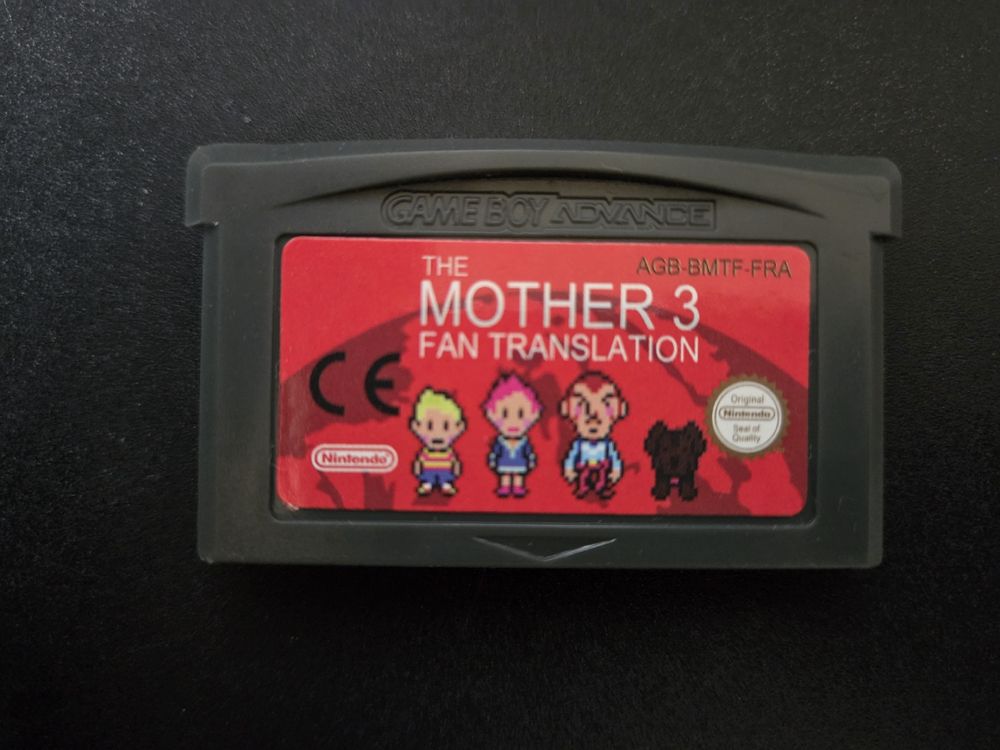 GAME BOY ADVANCE
THE
AGB-BMTF-FRA
MOTHER 3
FAN TRANSLATION
CE
Nintendo
Original
Nintendo
Seal of
Quality